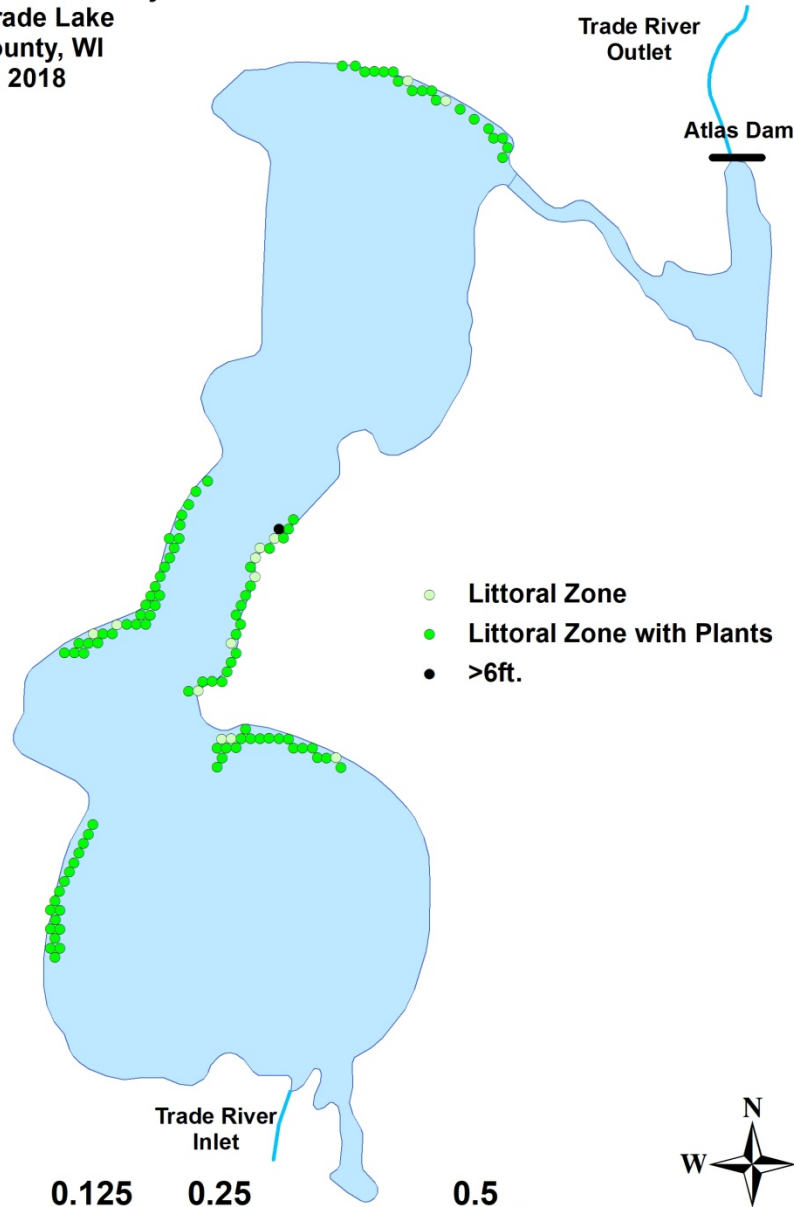 rade Lake
ounty, WI
2018
Trade River
Outlet
Atlas Dam
Littoral Zone
Littoral Zone with Plants
>6ft.
Trade River
Inlet
N
W
0.125 0.25 0.5